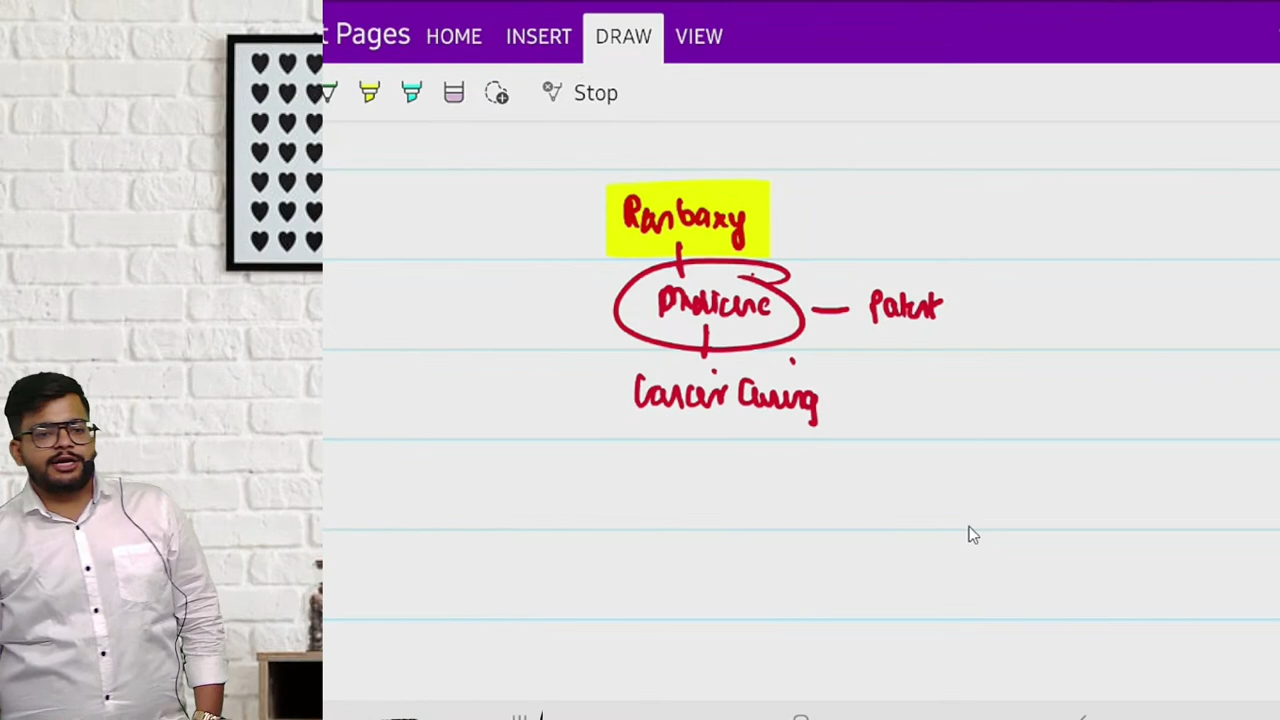 t Pages HOME INSERT DRAW VIEW
Stop
Ranbaxy
Medicine — Patent
Cancer Curing